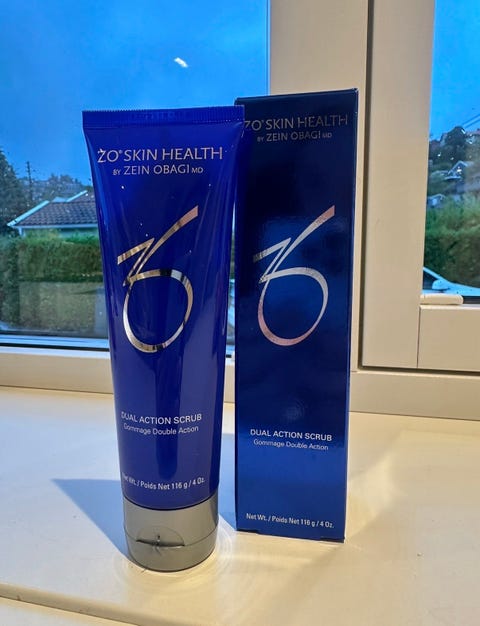 ZO® SKIN HEALTH
BY ZEIN OBAGI MD
DUAL ACTION SCRUB
Gommage Double Action
Net Wt. / Poids Net 116 g / 4 Oz.
ZO® SKIN HEALTH
BY ZEIN OBAGI MD
DUAL ACTION SCRUB
Gommage Double Action
Net Wt. / Poids Net 116 g / 4 Oz.